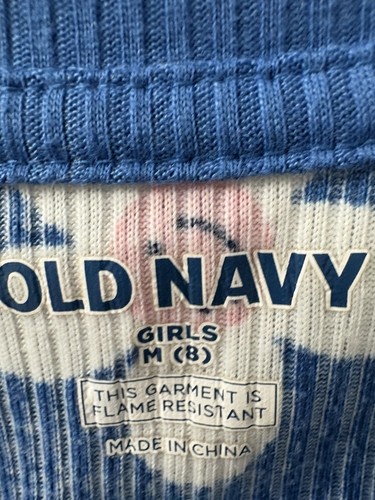 OLD NAVY
GIRLS
M (8)
THIS GARMENT IS
FLAME RESISTANT
MADE IN CHINA